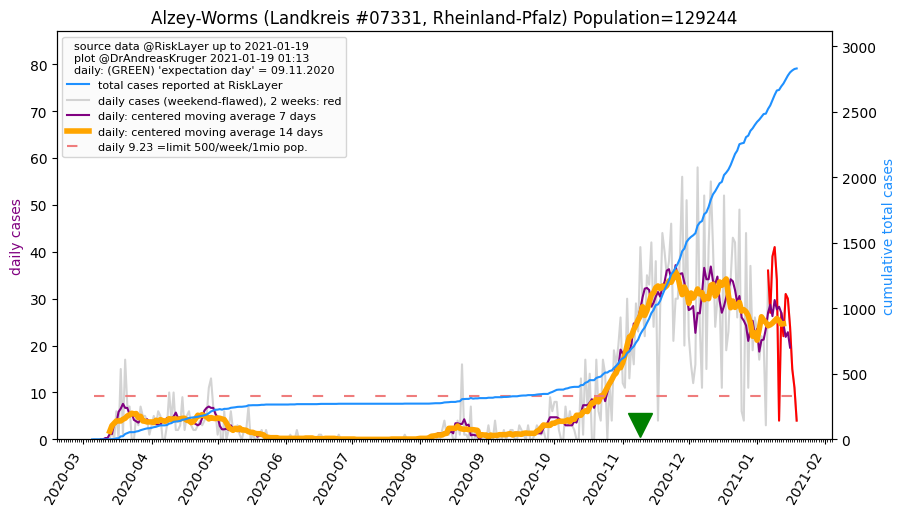 Alzey-Worms (Landkreis #07331, Rheinland-Pfalz) Population=129244
source data @RiskLayer up to 2021-01-19
plot @DrAndreasKruger 2021-01-19 01:13
daily: (GREEN) 'expectation day' = 09.11.2020
total cases reported at RiskLayer
daily cases (weekend-flawed), 2 weeks: red
daily: centered moving average 7 days
daily: centered moving average 14 days
daily 9.23 =limit 500/week/1mio pop.
daily cases
80
70
60
50
40
30
20
10
0
3000
2500
2000
1500
1000
500
0
cumulative total cases
2020-03
2020-04
2020-05
2020-06
2020-07
2020-08
2020-09
2020-10
2020-11
2020-12
2021-01
2021-02